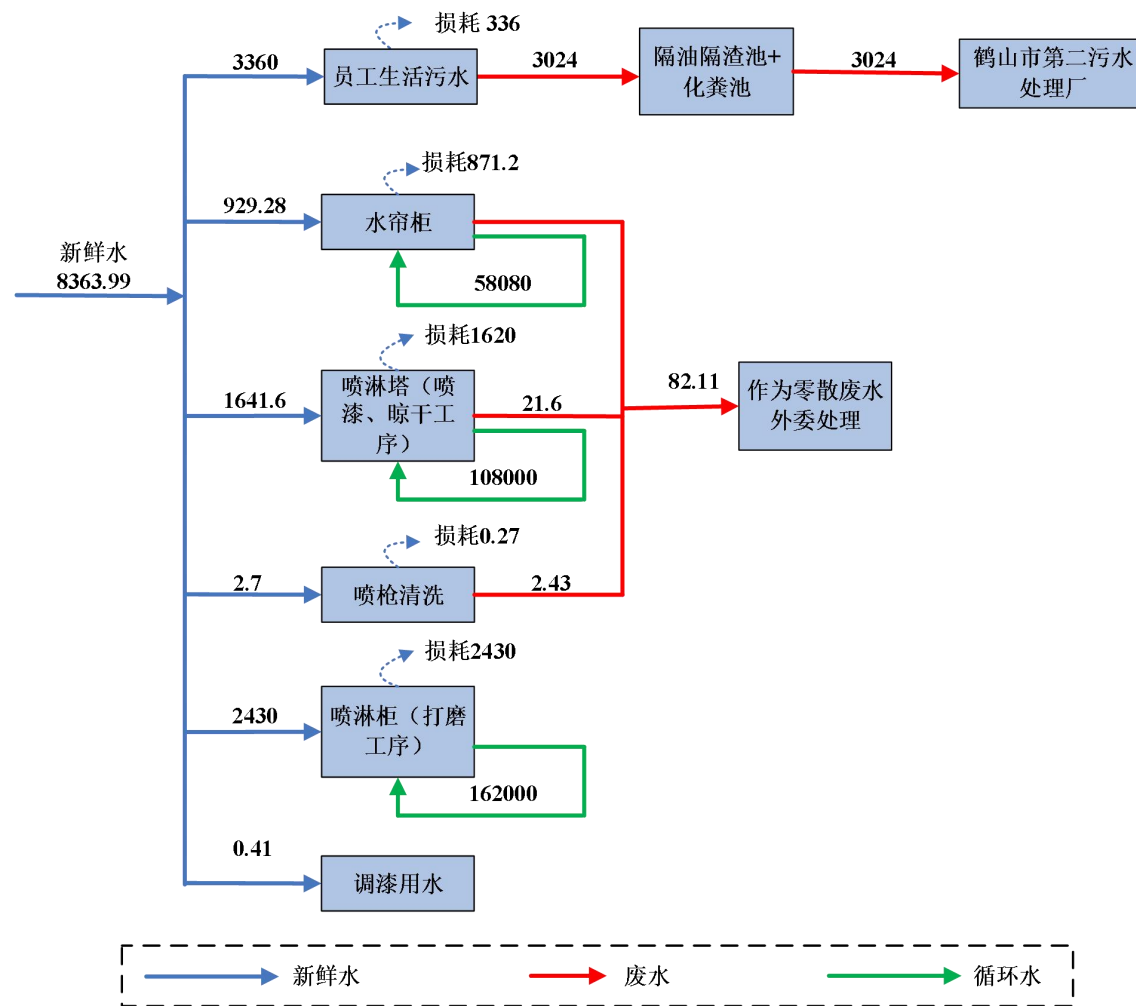 损耗 336
3360
员工生活污水
3024
隔油隔渣池+
化粪池
3024
鹤山市第二污水
处理厂
损耗871.2
929.28
水帘柜
58080
新鲜水
8363.99
损耗1620
1641.6
喷淋塔（喷
漆、晾干工
序）
21.6
108000
82.11
作为零散废水
外委处理
损耗0.27
2.7
喷枪清洗
2.43
损耗2430
2430
喷淋柜（打磨
工序）
162000
0.41
调漆用水
新鲜水
废水
循环水